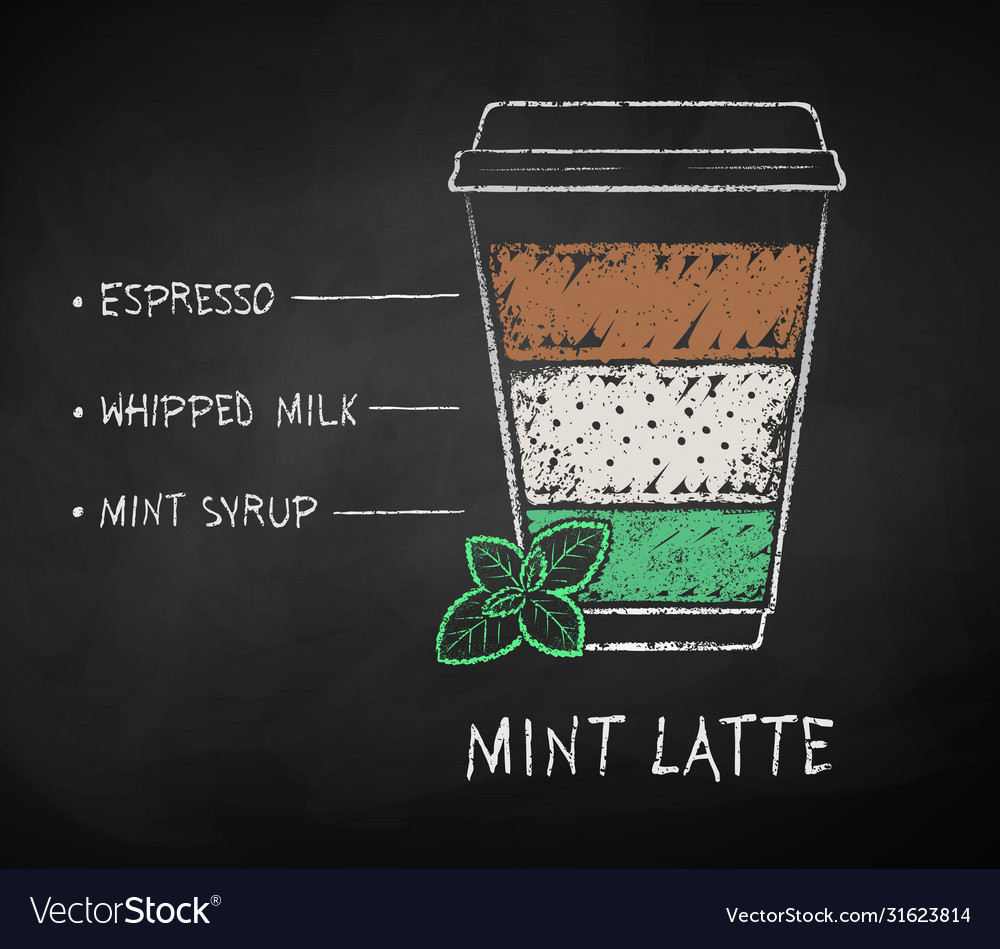 • ESPRESSO
• WHIPPED MILK
• MINT SYRUP
MINT LATTE
VectorStock®
VectorStock.com/31623814